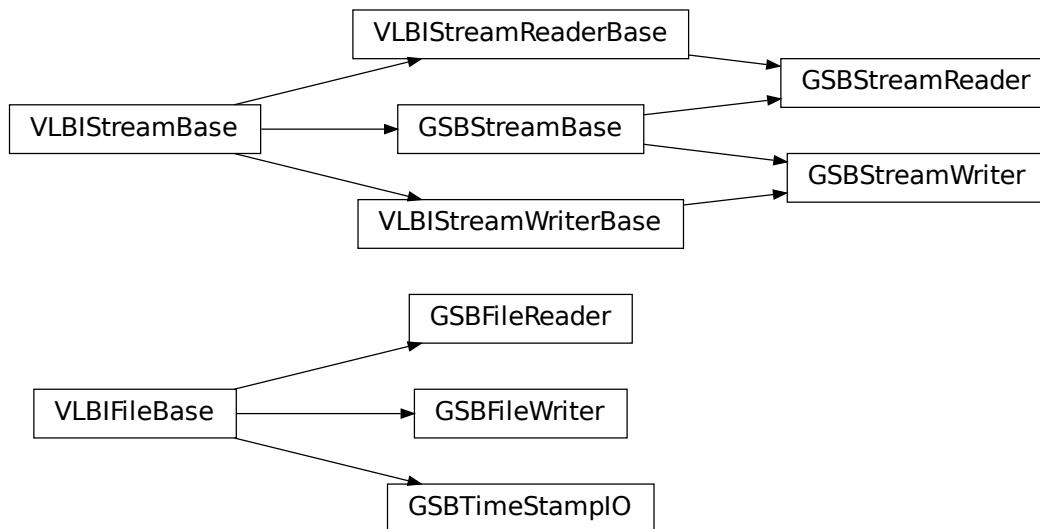 VLBIStreamReaderBase
GSBStreamReader
VLBIStreamBase
GSBStreamBase
GSBStreamWriter
VLBIStreamWriterBase
GSBFileReader
VLBIFileBase
GSBFileWriter
GSBTimeStampIO